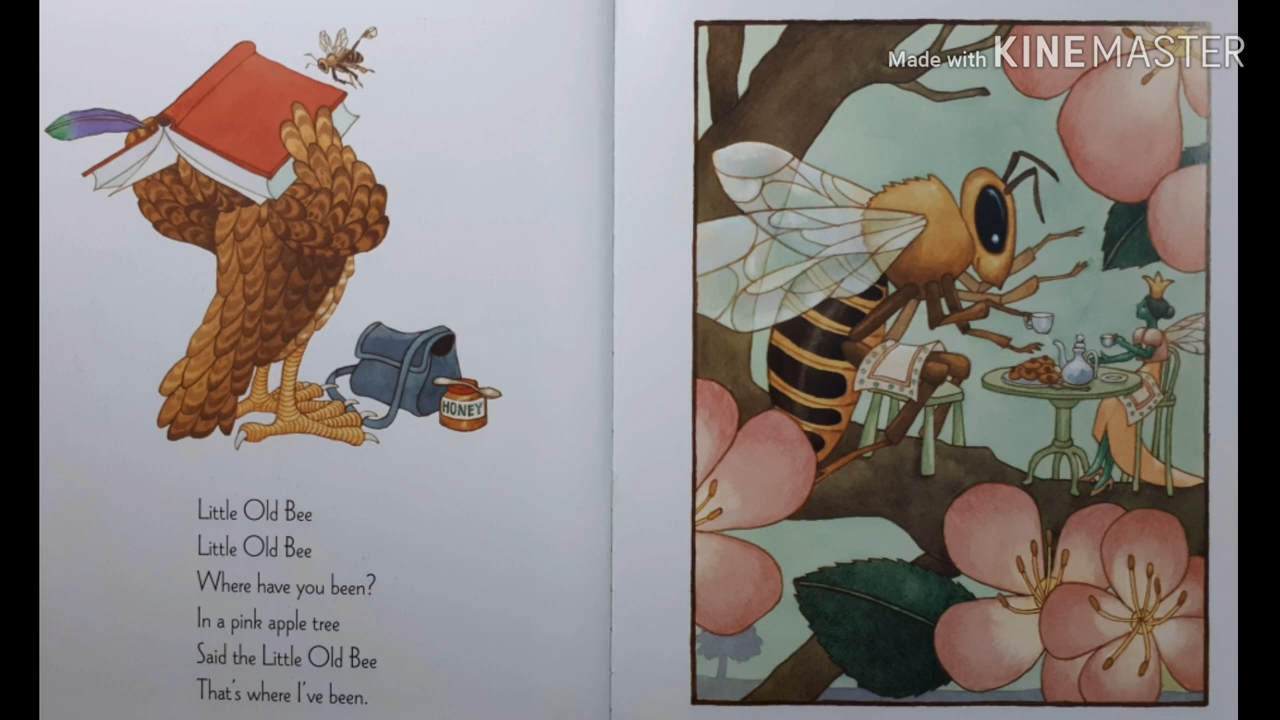 Made with KINEMASTER
HONEY
Little Old Bee
Little Old Bee
Where have you been?
In a pink apple tree
Said the Little Old Bee
That's where I've been.